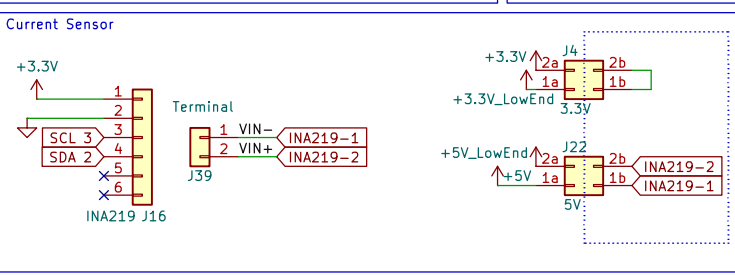 Current Sensor
+3.3V
1
2
SCL 3 3
SDA 2 4
5
6
INA219 J16
Terminal
1 VIN- INA219-1
2 VIN+ INA219-2
J39
J4
+3.3V 2a 2b
1a 1b
+3.3V_LowEnd 3.3V
J22
+5V_LowEnd 2a 2b INA219-2
+5V 1a 1b INA219-1
5V